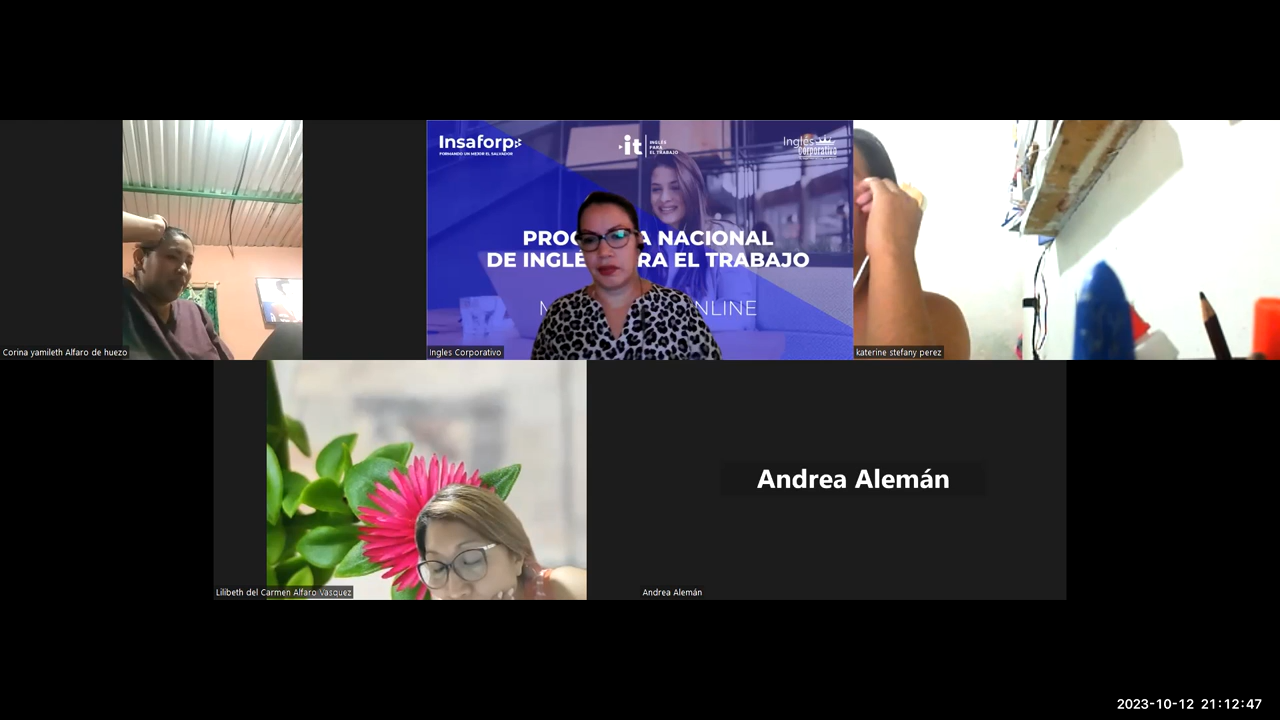 Insaforp
FORMANDO UN MEJOR EL SALVADOR
it
INGLÉS
PARA
EL TRABAJO
Inglés
corporativo
PROG A NACIONAL
DE INGLÉ RA EL TRABAJO
M NLINE
Corina yamileth Alfaro de huezo
Ingles Corporativo
katerine stefany perez
Andrea Alemán
Lilibeth del Carmen Alfaro Vasquez
Andrea Alemán
2023-10-12 21:12:47